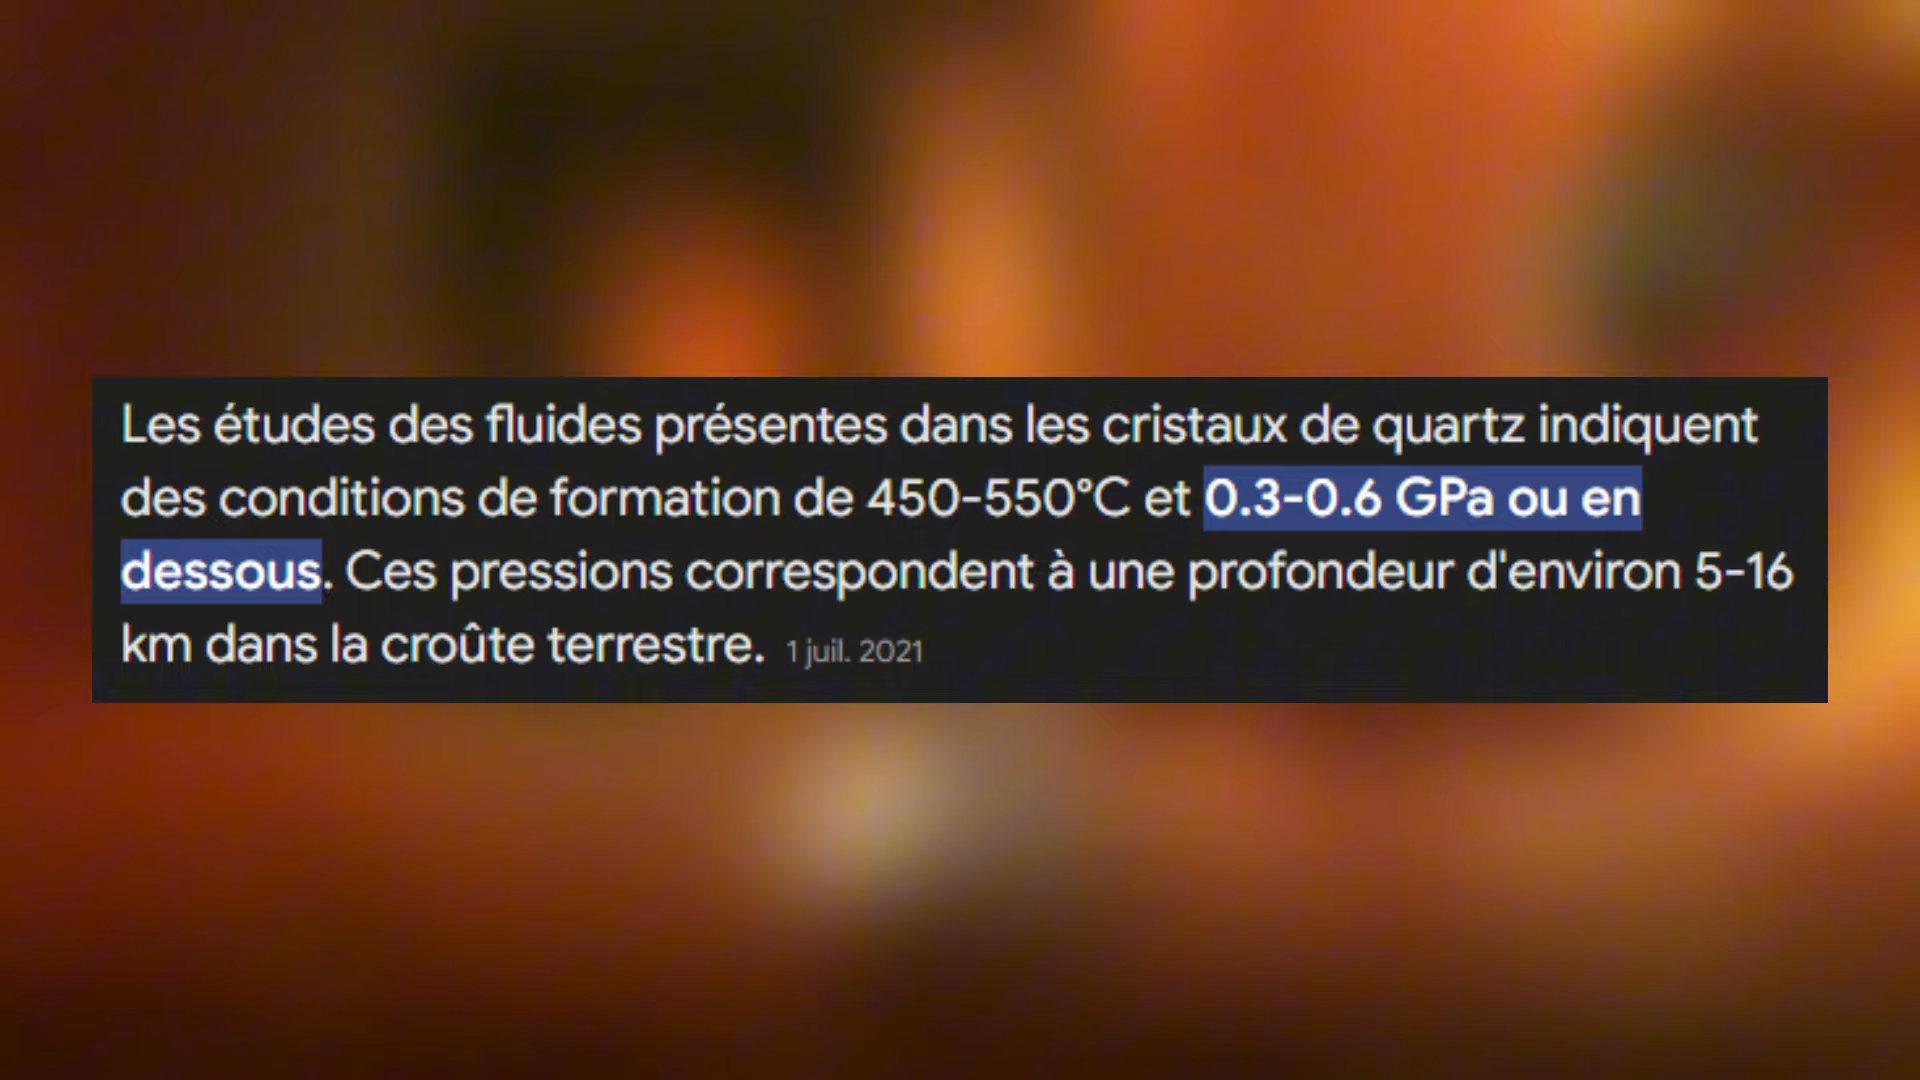 Les études des fluides présentes dans les cristaux de quartz indiquent
des conditions de formation de 450-550°C et 0.3-0.6 GPa ou en
dessous. Ces pressions correspondent à une profondeur d'environ 5-16
km dans la croûte terrestre. 1 juil. 2021